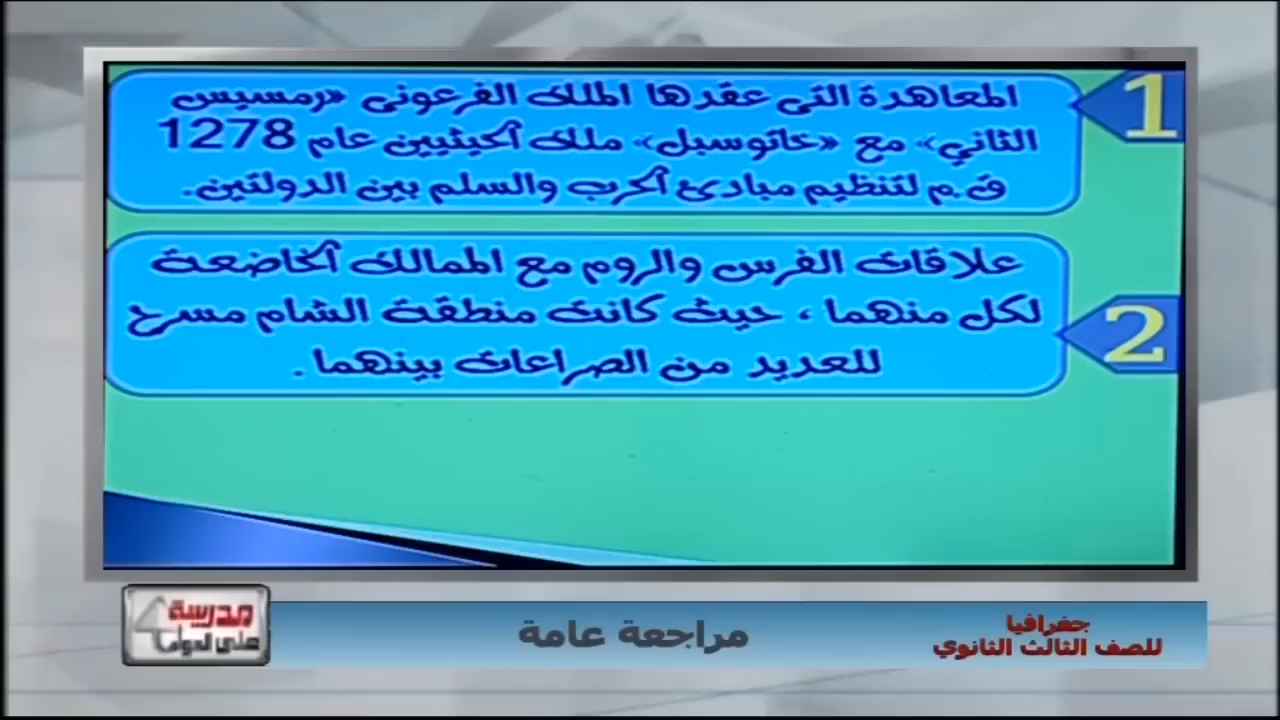 1
المعاهدة التى عقدها الملك الفرعونى «رمسيس
الثاني» مع «خاتوسيل» ملك الحيثيين عام 1278
ق.م لتنظيم مبادئ الحرب والسلم بين الدولتين.
2
علاقات الفرس والروم مع الممالك الخاضعة
لكل منهما ، حيث كانت منطقة الشام مسرح
للعديد من الصراعات بينهما .
جغرافيا
للصف الثالث الثانوي
مراجعة عامة
مدرسة
على الهواء